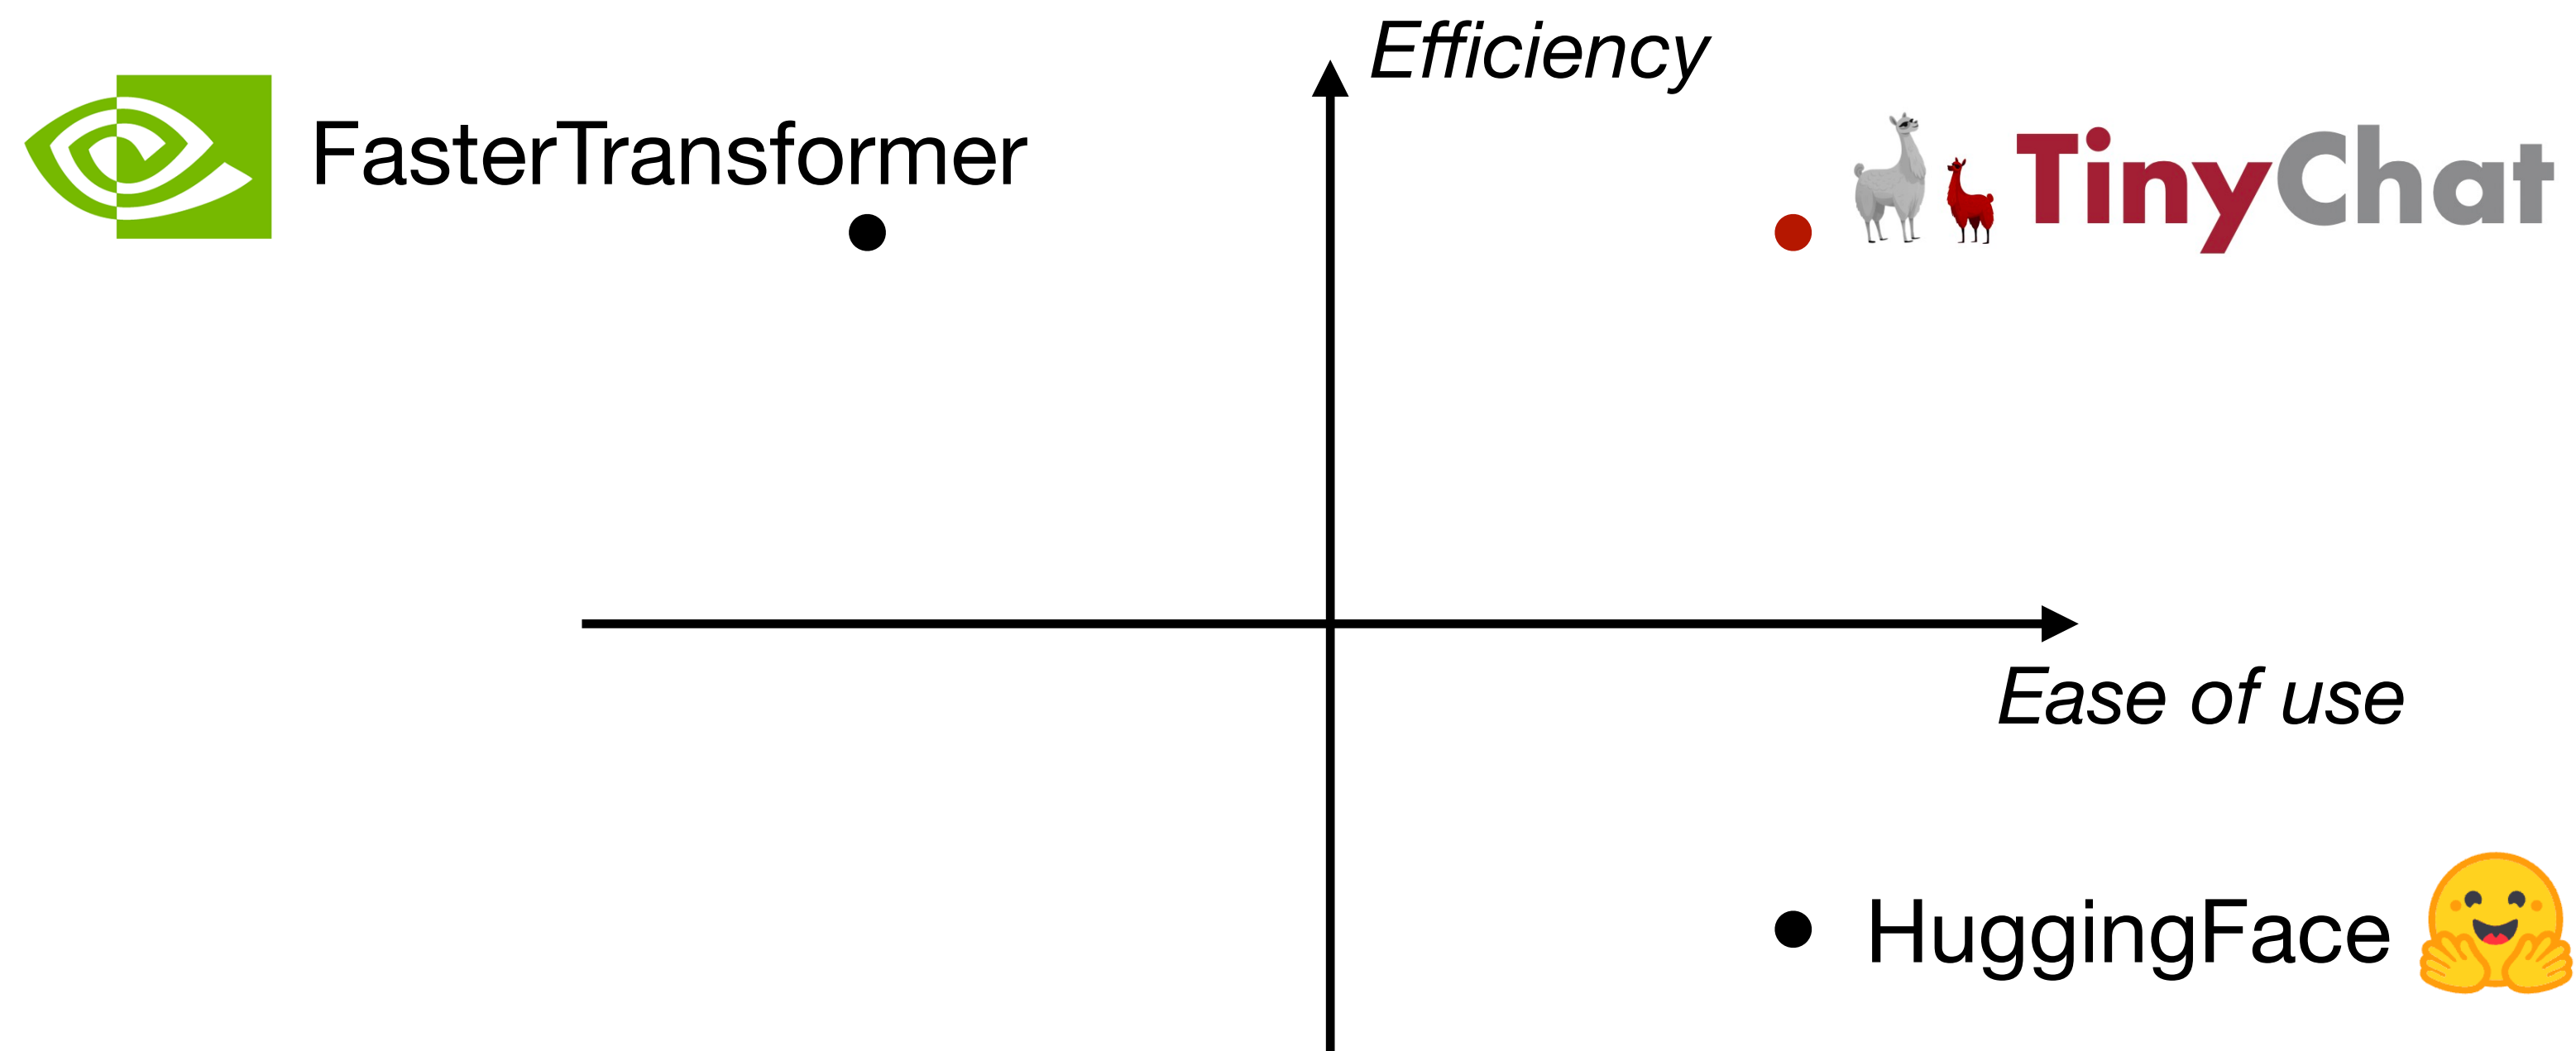 Efficiency
FasterTransformer
TinyChat
Ease of use
HuggingFace